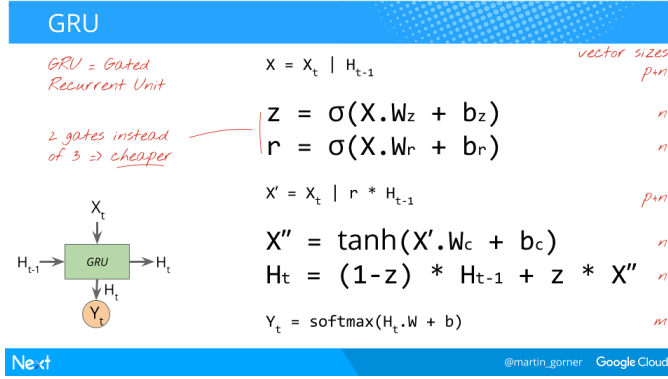 GRU
GRU = Gated
Recurrent Unit
2 gates instead
of 3 => cheaper
vector sizes
X = Xt | Ht-1
p+n
z = σ(X.Wz + bz)
n
r = σ(X.Wr + br)
n
X′ = Xt | r * Ht-1
p+n
X″ = tanh(X′.Wc + bc)
n
Ht = (1-z) * Ht-1 + z * X″
n
Yt = softmax(Ht.W + b)
m
Xt
Ht-1
GRU
Ht
Ht
Yt
Next
@martin_gorner
Google Cloud